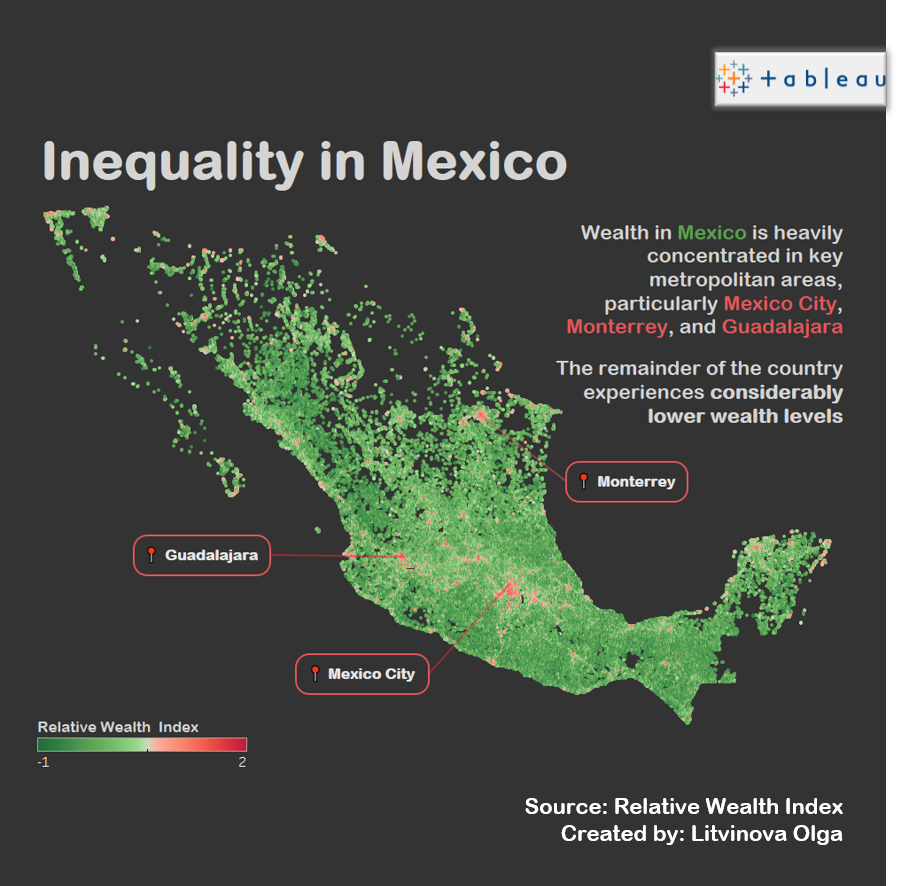 +ableau
Inequality in Mexico
Wealth in Mexico is heavily
concentrated in key
metropolitan areas,
particularly Mexico City,
Monterrey, and Guadalajara
The remainder of the country
experiences considerably
lower wealth levels
Monterrey
Guadalajara
Mexico City
Relative Wealth Index
-1
2
Source: Relative Wealth Index
Created by: Litvinova Olga